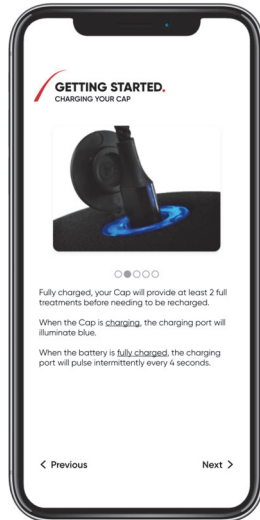 GETTING STARTED.
CHARGING YOUR CAP
Fully charged, your Cap will provide at least 2 full
treatments before needing to be recharged.
When the Cap is charging, the charging port will
illuminate blue.
When the battery is fully charged, the charging
port will pulse intermittently every 4 seconds.
< Previous
Next >